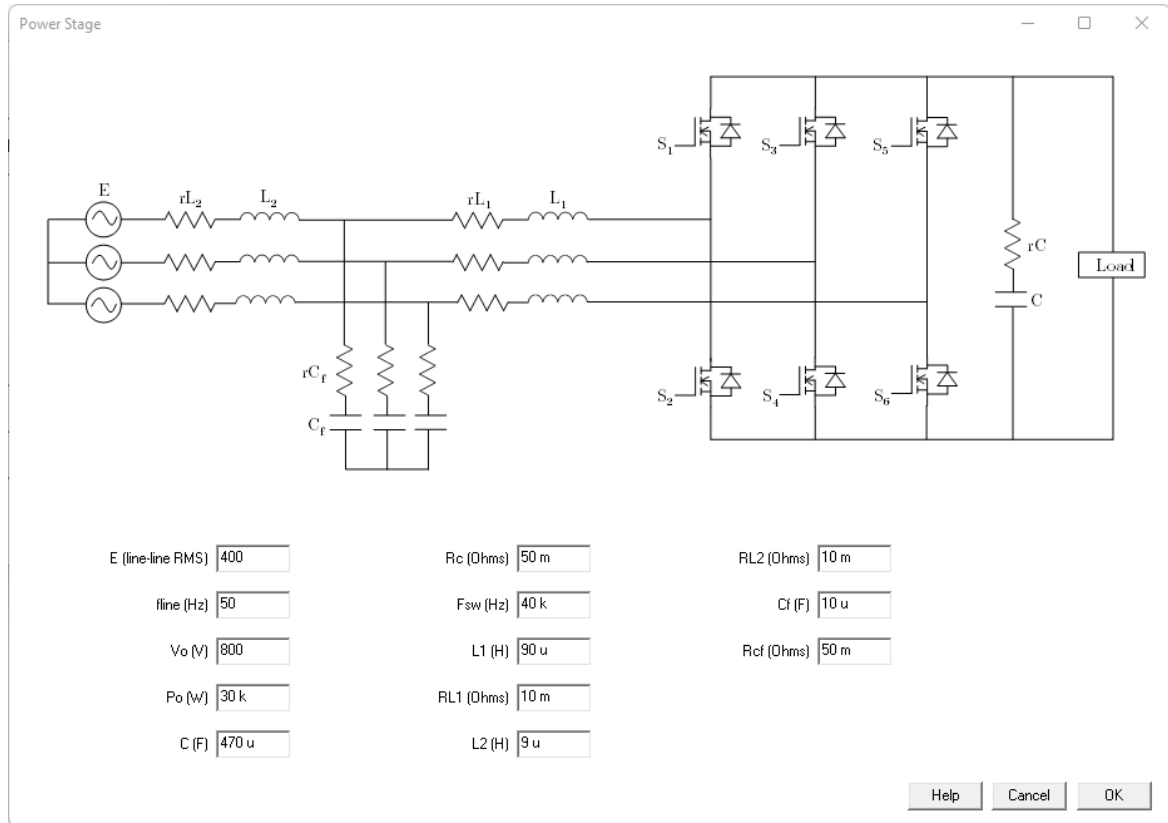 Power Stage
E
rL2
L2
rL1
L1
S1
S3
S5
rC
C
Load
rCf
Cf
S2
S4
S6
E (line-line RMS) 400
Rc (Ohms) 50 m
RL2 (Ohms) 10 m
fline (Hz) 50
Fsw (Hz) 40 k
Cf (F) 10 u
Vo (V) 800
L1 (H) 90 u
Rcf (Ohms) 50 m
Po (W) 30 k
RL1 (Ohms) 10 m
C (F) 470 u
L2 (H) 9 u
Help
Cancel
OK